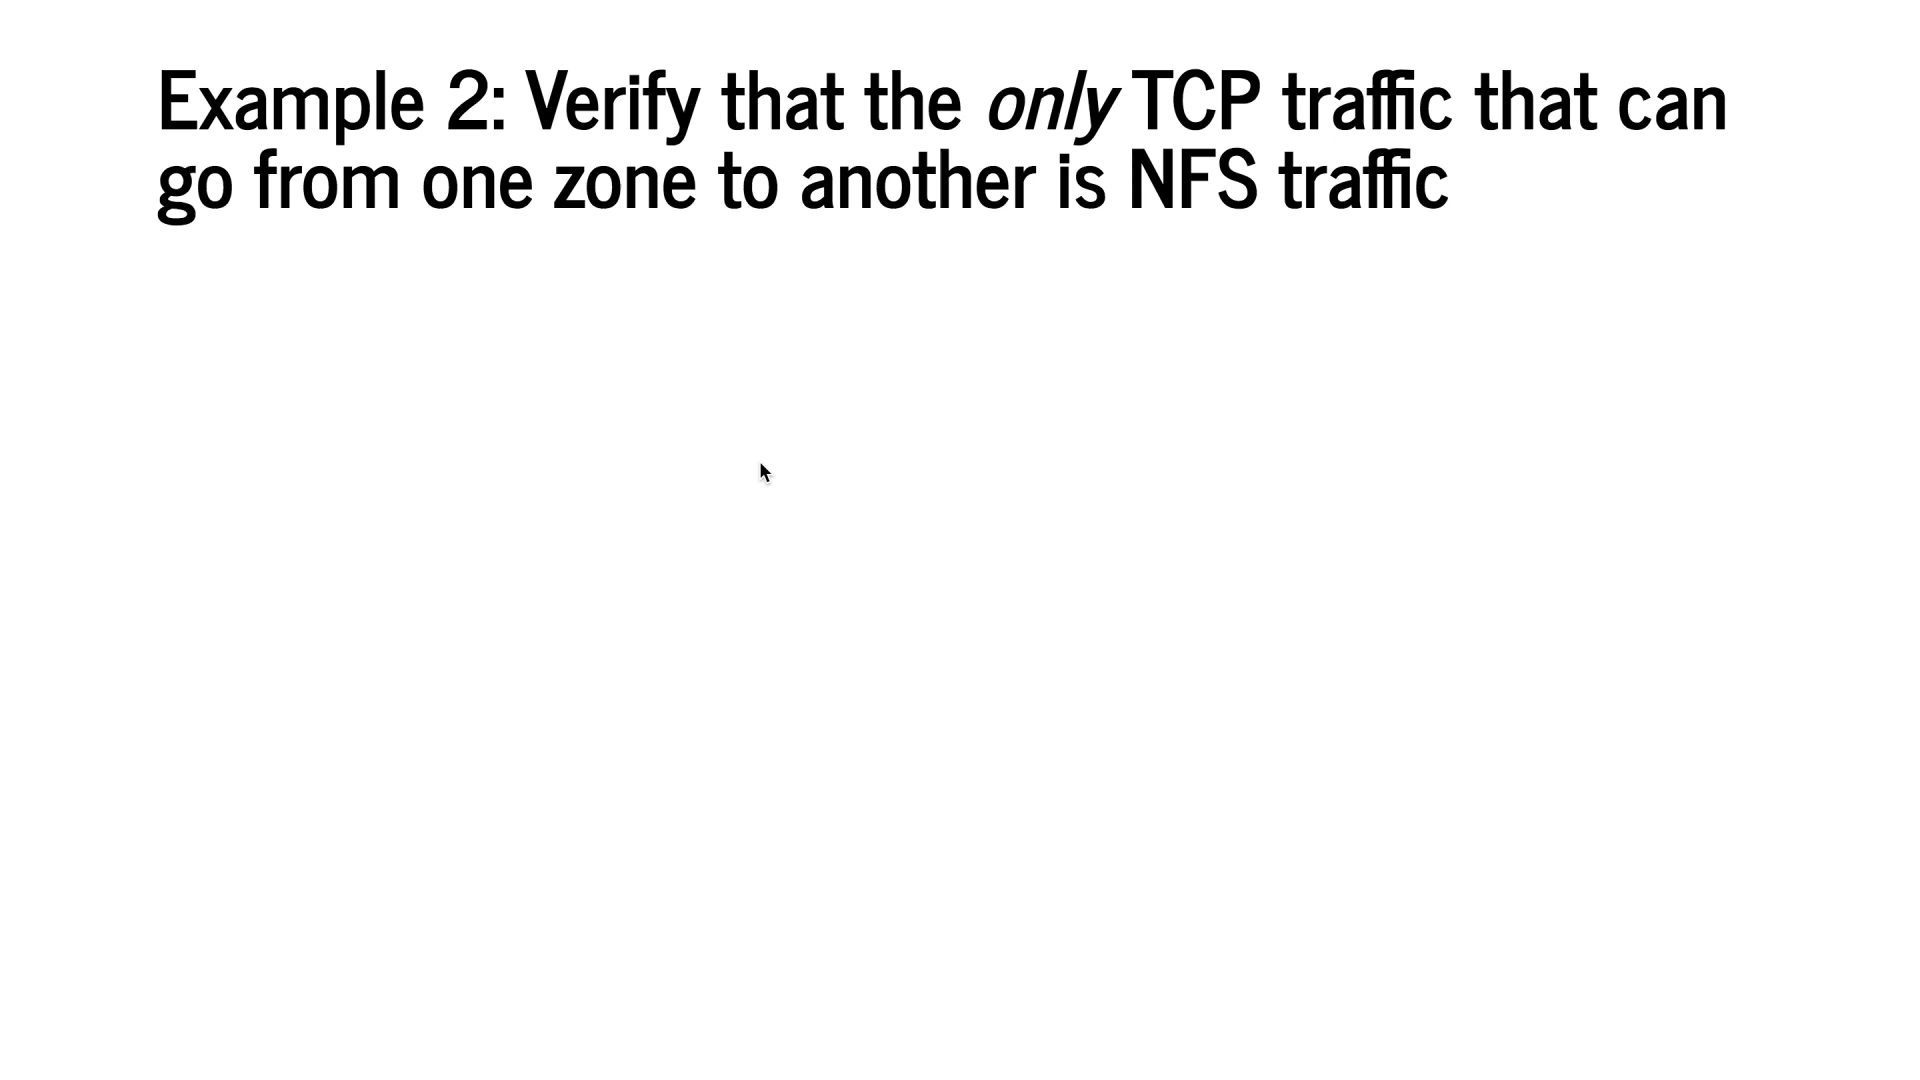 Example 2: Verify that the only TCP traffic that can
go from one zone to another is NFS traffic